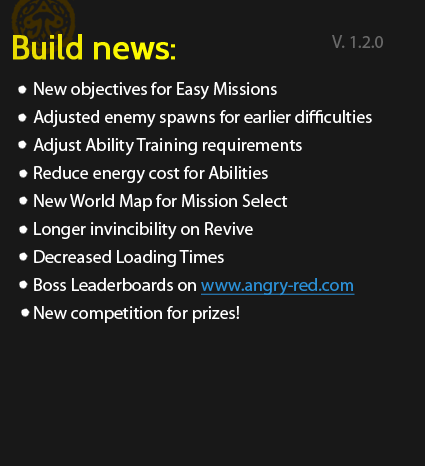 Build news:
V. 1.2.0
• New objectives for Easy Missions
• Adjusted enemy spawns for earlier difficulties
• Adjust Ability Training requirements
• Reduce energy cost for Abilities
• New World Map for Mission Select
• Longer invincibility on Revive
• Decreased Loading Times
• Boss Leaderboards on www.angry-red.com
• New competition for prizes!